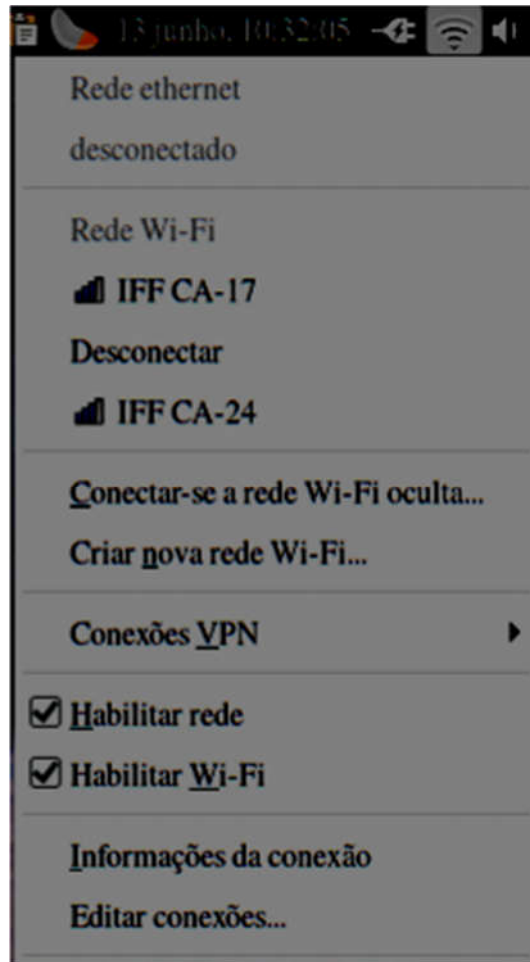 13 junho, 10:32:05
Rede ethernet
desconectado
Rede Wi-Fi
IFF CA-17
Desconectar
IFF CA-24
Conectar-se a rede Wi-Fi oculta...
Criar nova rede Wi-Fi...
Conexões VPN
Habilitar rede
Habilitar Wi-Fi
Informações da conexão
Editar conexões...